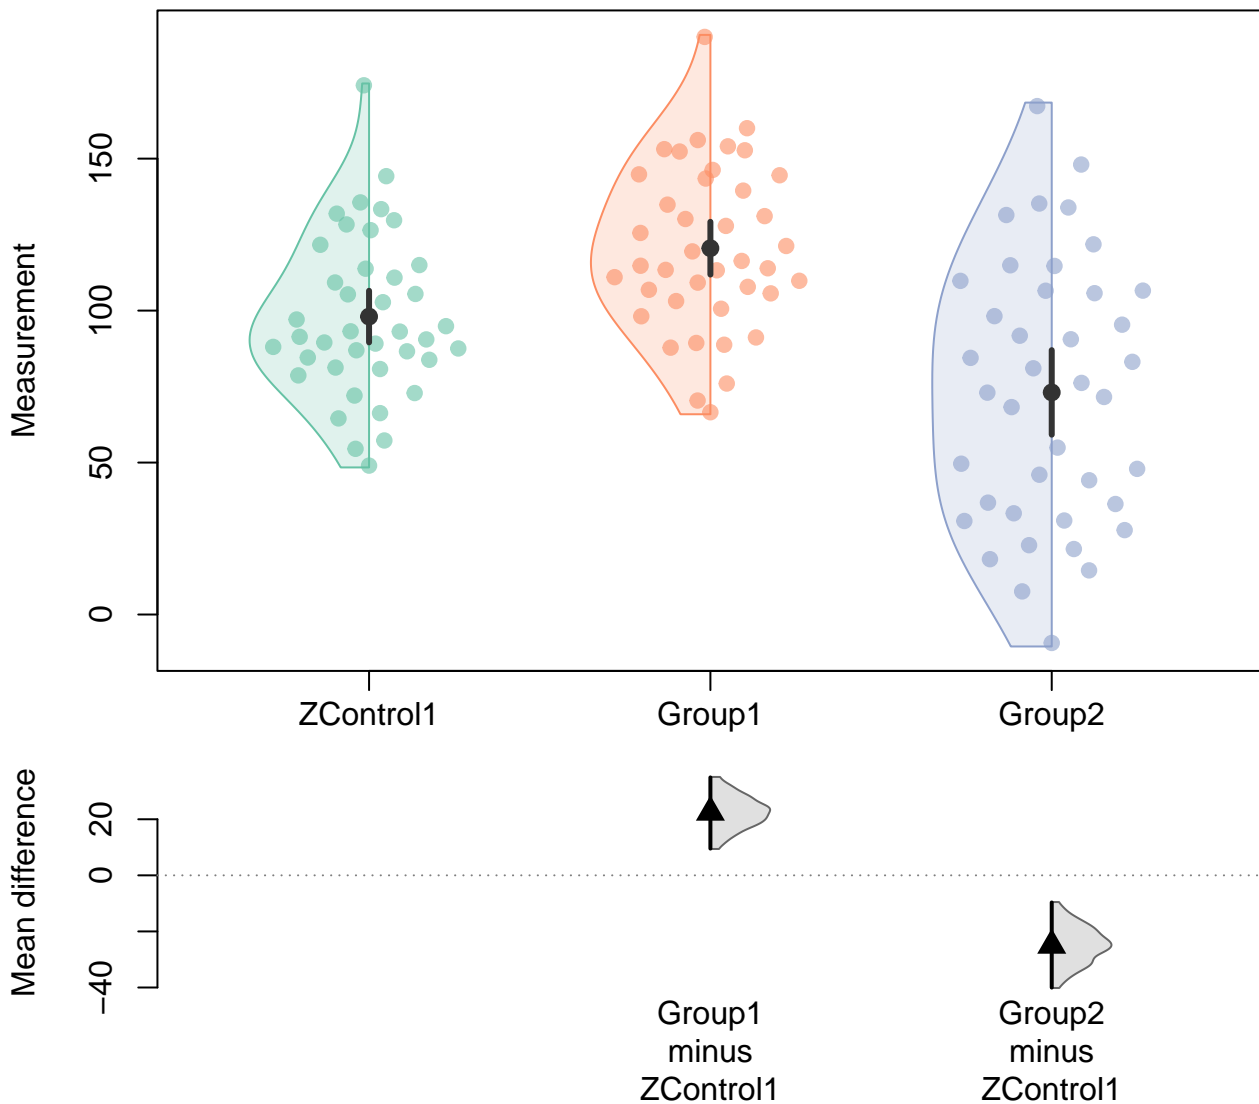 Measurement
150
100
50
0
ZControl1
Group1
Group2
Mean difference
20
0
−40
Group1
minus
ZControl1
Group2
minus
ZControl1